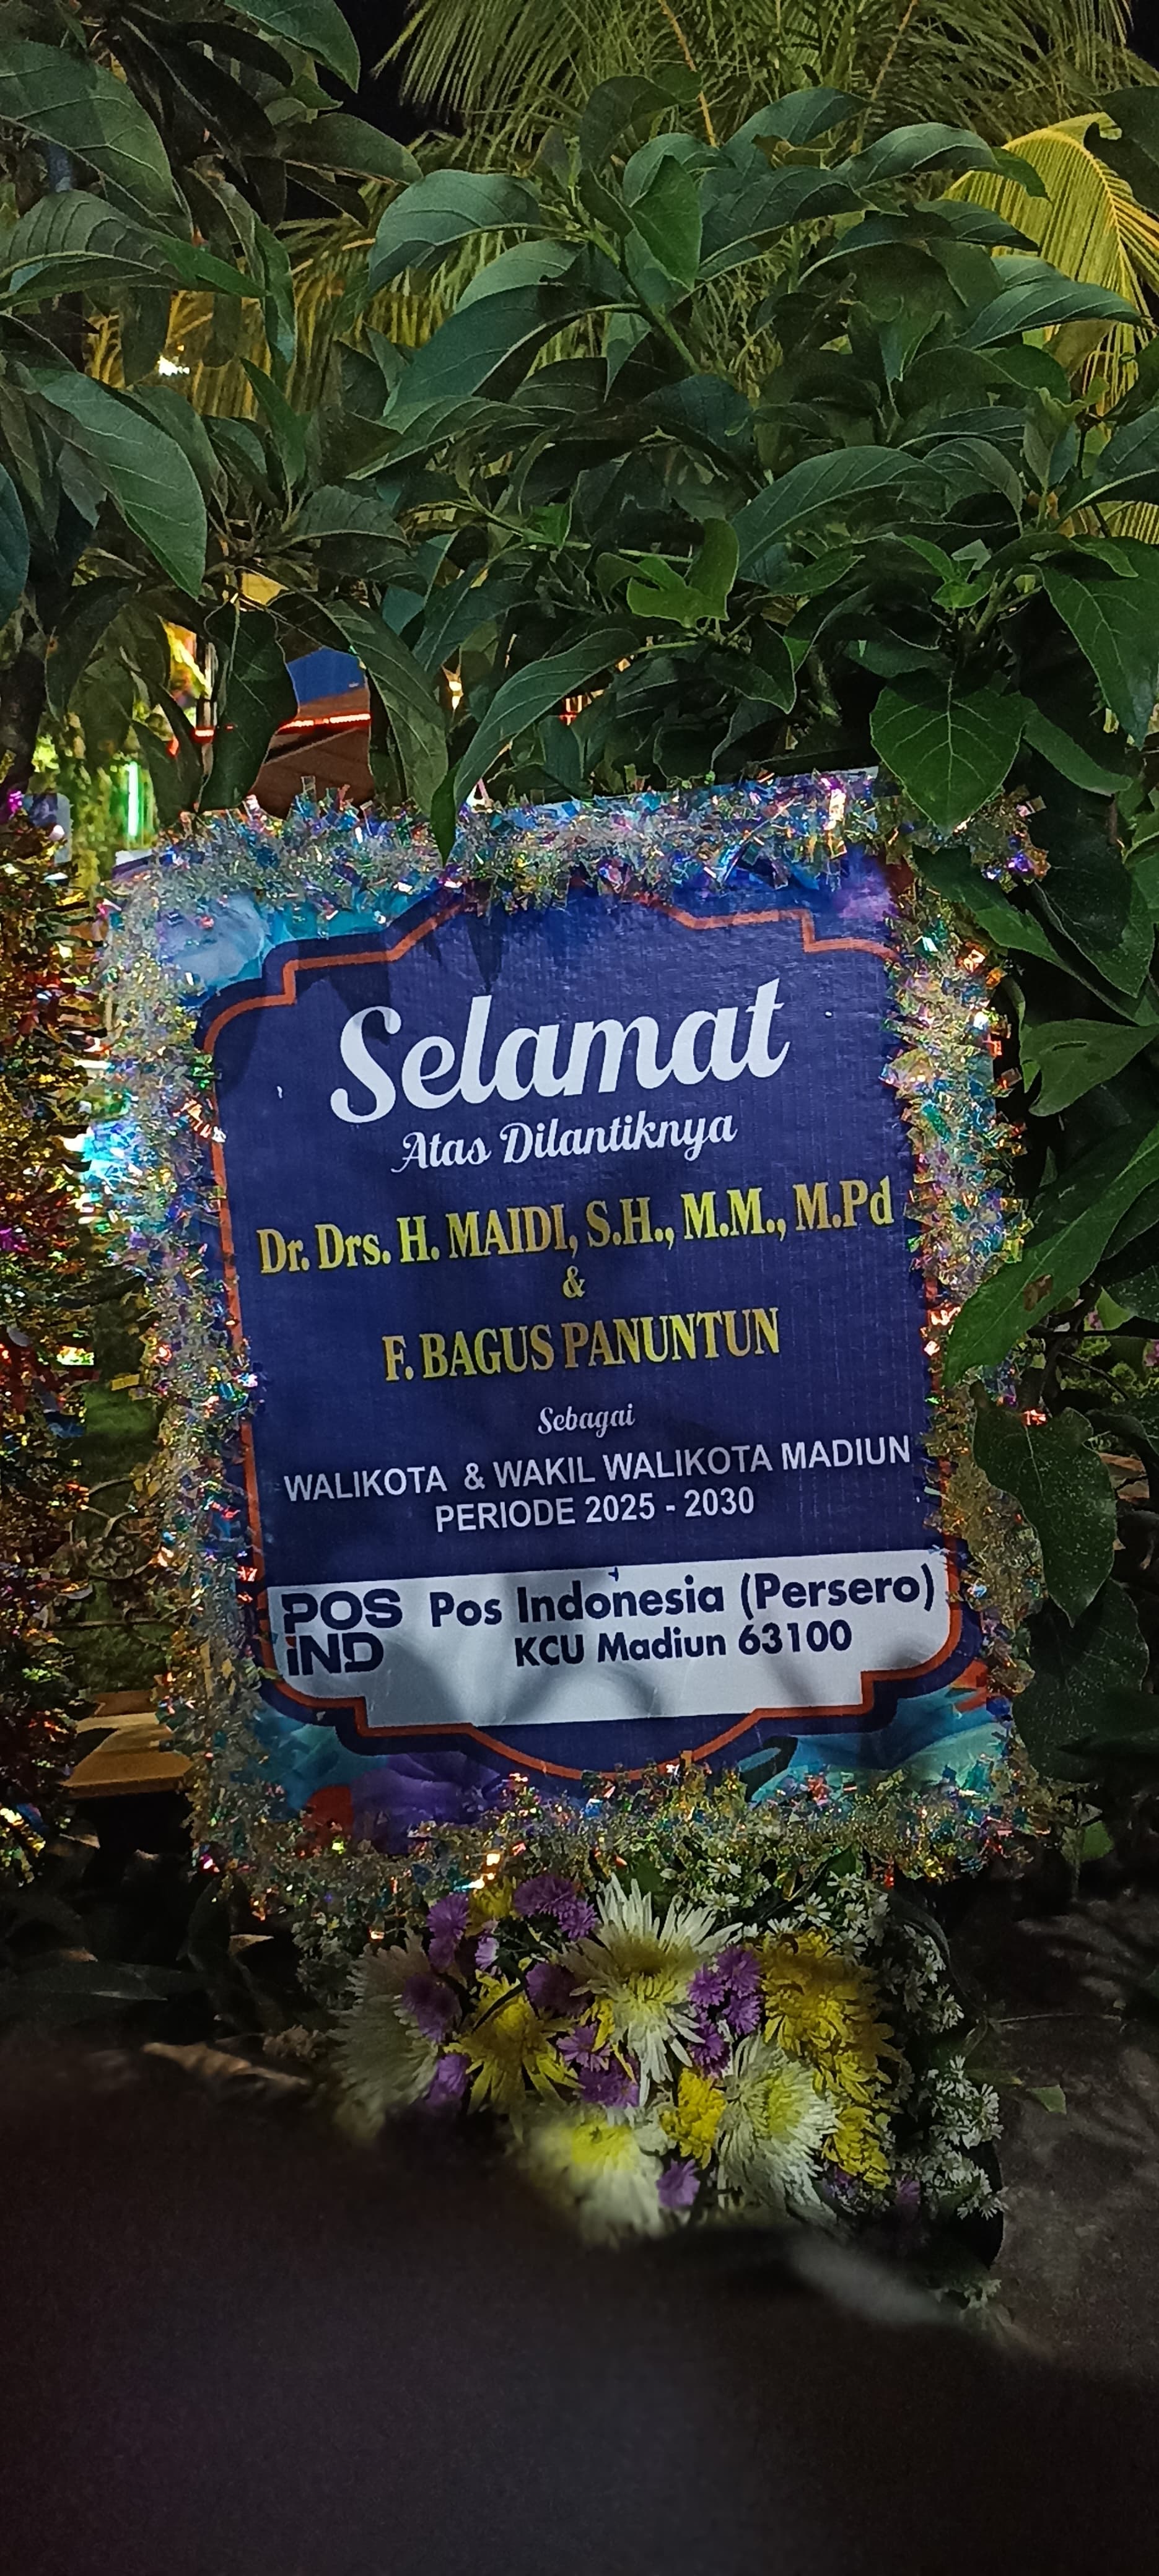 Selamat
Atas Dilantiknya
Dr. Drs. H. MAIDI, S.H., M.M., M.Pd
&
F. BAGUS PANUNTUN
Sebagai
WALIKOTA & WAKIL WALIKOTA MADIUN
PERIODE 2025 - 2030
POS IND
Pos Indonesia (Persero)
KCU Madiun 63100